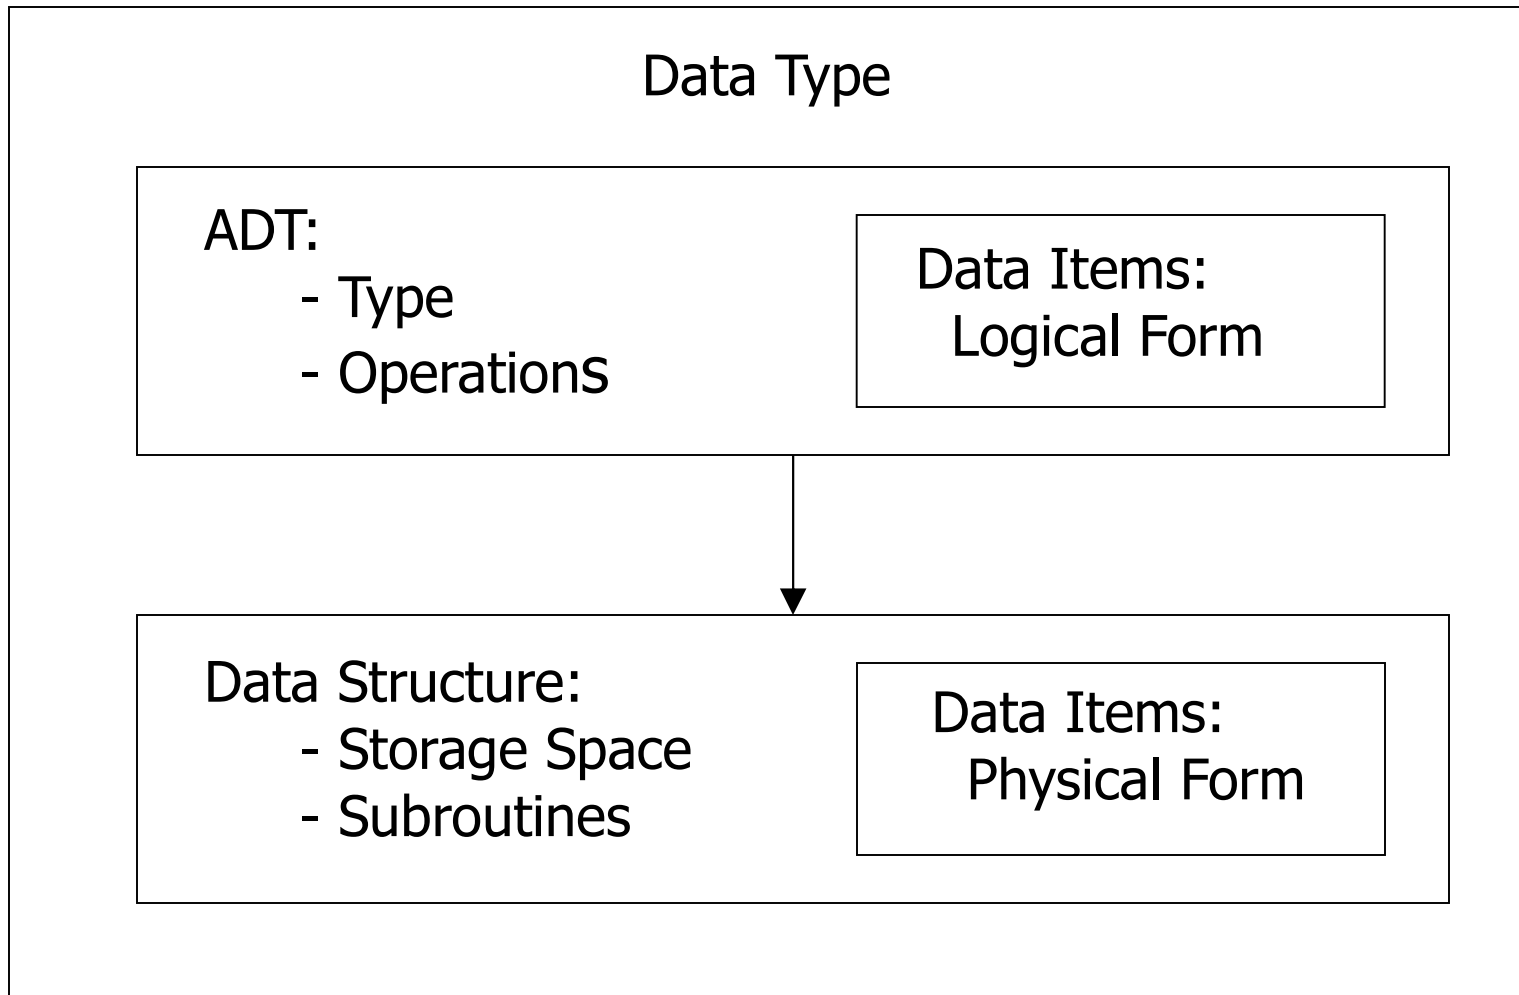 Data Type
ADT:
- Type
- Operations
Data Items:
Logical Form
Data Structure:
- Storage Space
- Subroutines
Data Items:
Physical Form